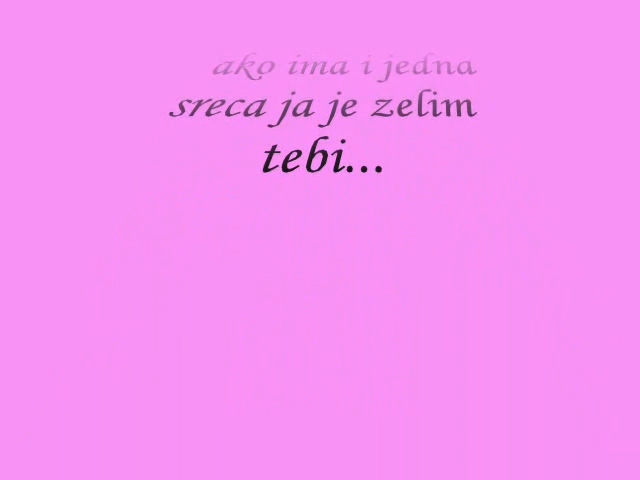 ako ima i jedna
sreca ja je zelim
tebi...